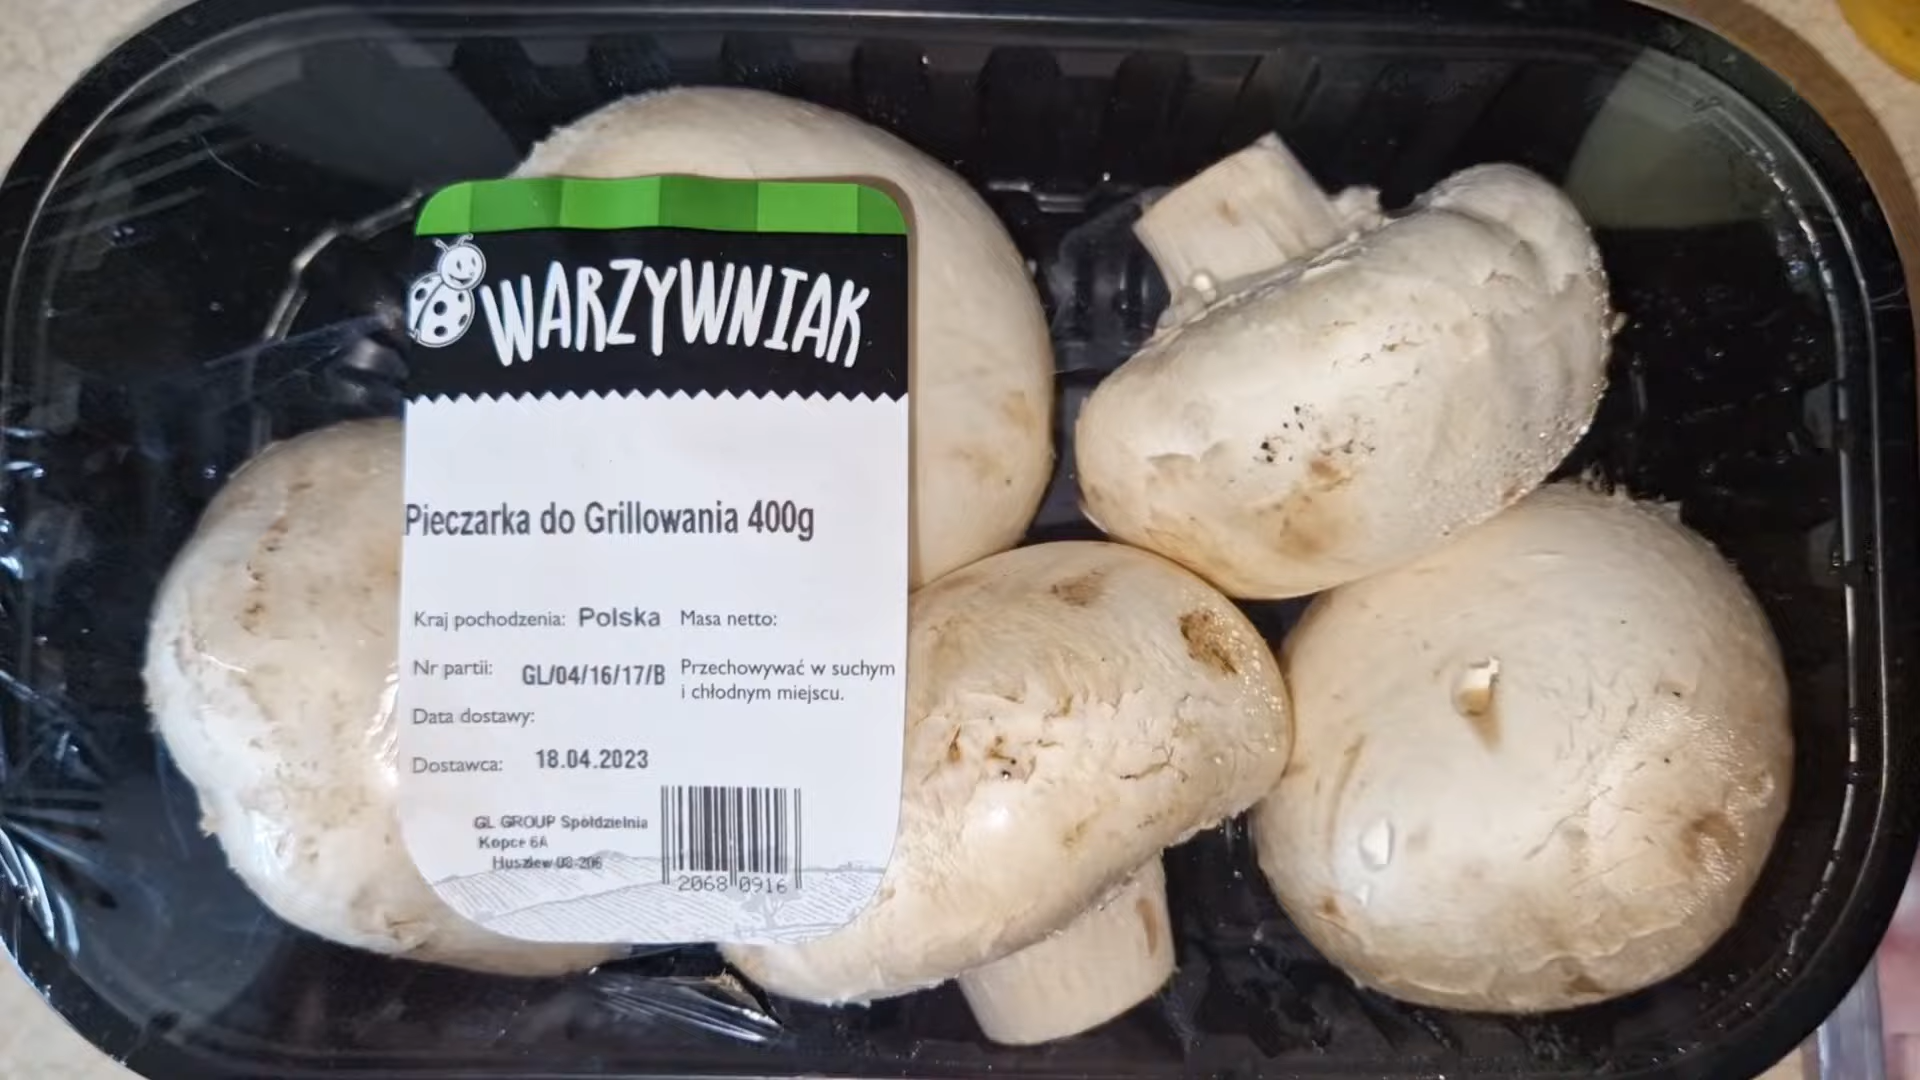 WARZYWNIAK
Pieczarka do Grillowania 400g
Kraj pochodzenia: Polska Masa netto:
Nr partii: GL/04/16/17/B Przechowywać w suchym
i chłodnym miejscu.
Data dostawy:
Dostawca: 18.04.2023
GL GROUP Spółdzielnia
Kopce 6A
Huszlew 08-206
2068 0916